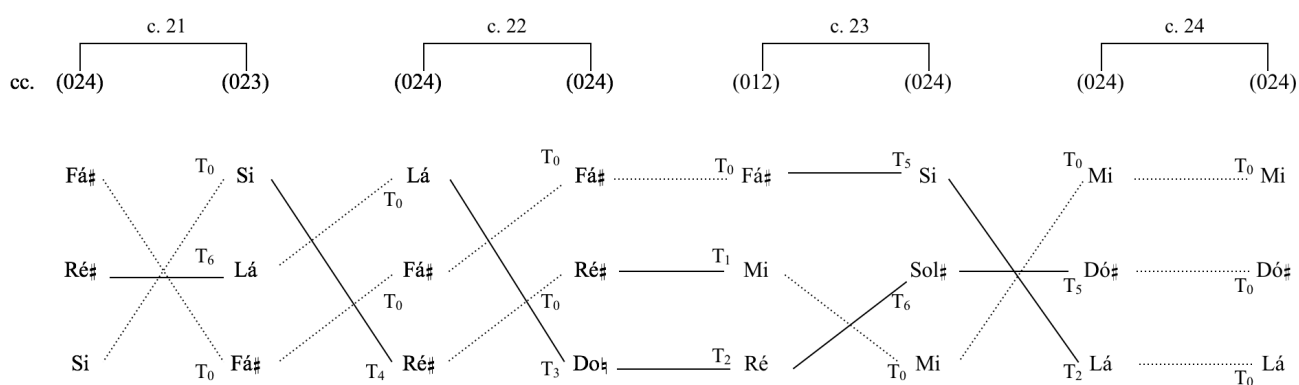 c. 21 c. 22 c. 23 c. 24
cc. (024) (023) (024) (024) (012) (024) (024) (024)
Fá♯ T₀ Si Lá T₀ T₀ Fá♯ T₀ Fá♯ T₅ Si T₀ Mi T₀ Mi
Ré♯ T₆ Lá Fá♯ T₀ T₀ Ré♯ T₁ Mi Sol♯ T₆ T₅ Dó♯ T₀ Dó♯
Si T₀ Fá♯ T₄ Ré♯ T₃ Do♮ T₂ Ré T₀ Mi T₂ Lá T₀ Lá